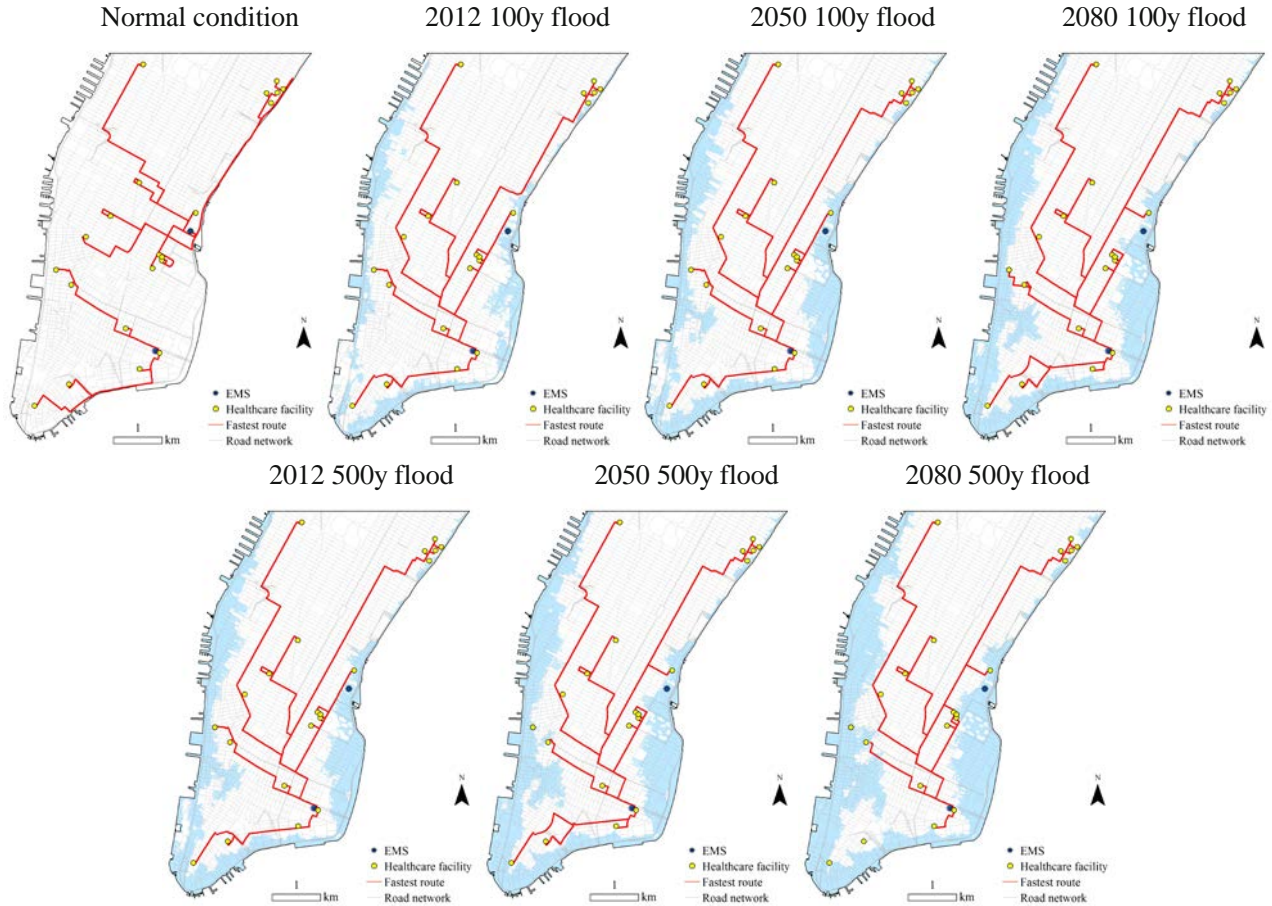 Normal condition
2012 100y flood
2050 100y flood
2080 100y flood
N
EMS
Healthcare facility
Fastest route
Road network
1
km
N
EMS
Healthcare facility
Fastest route
Road network
1
km
N
EMS
Healthcare facility
Fastest route
Road network
1
km
N
EMS
Healthcare facility
Fastest route
Road network
1
km
2012 500y flood
2050 500y flood
2080 500y flood
N
EMS
Healthcare facility
Fastest route
Road network
1
km
N
EMS
Healthcare facility
Fastest route
Road network
1
km
N
EMS
Healthcare facility
Fastest route
Road network
1
km